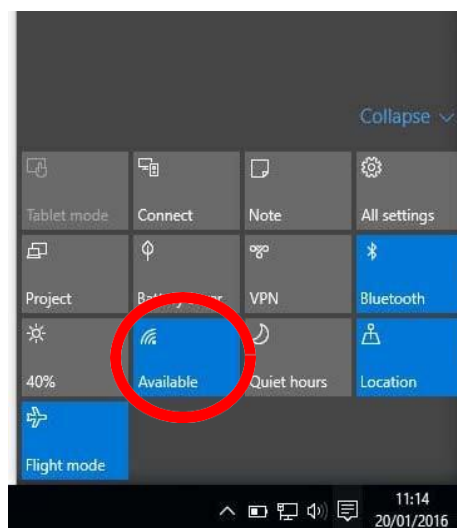 Collapse
Tablet mode
Connect
Note
All settings
Project
VPN
Bluetooth
40%
Available
Quiet hours
Location
Flight mode
11:14
20/01/2016